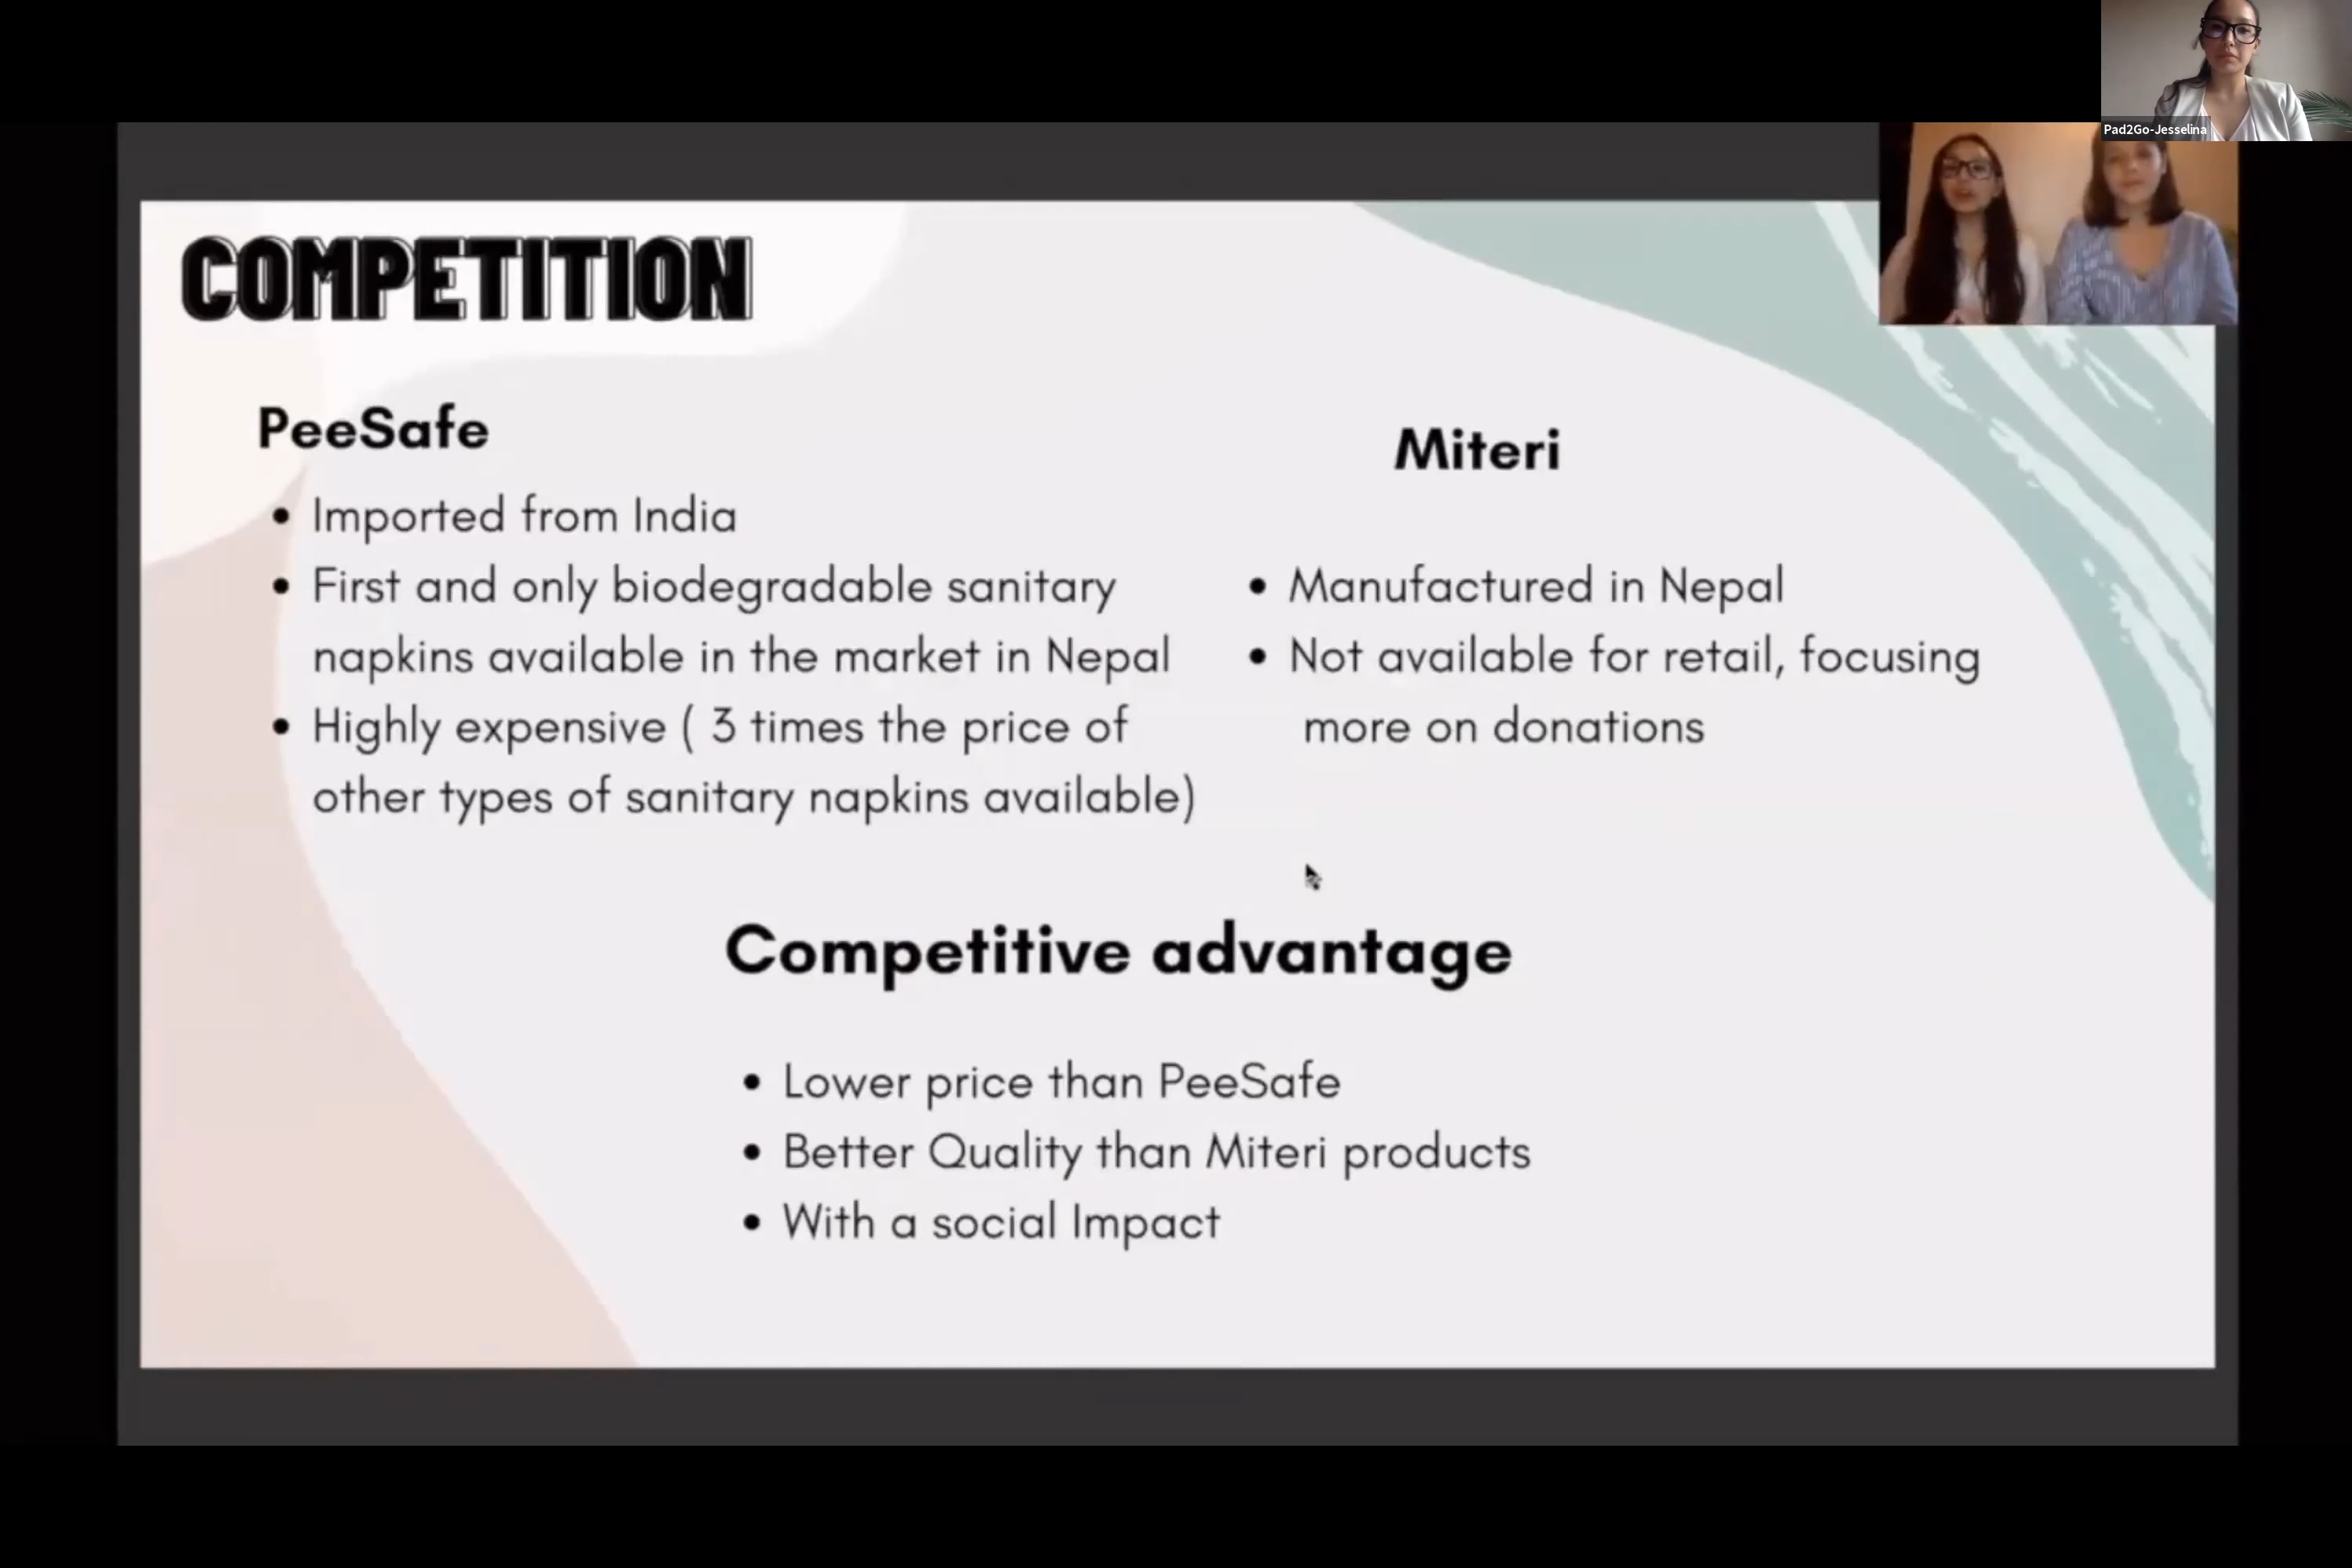 Pad2Go-Jesselina
COMPETITION
PeeSafe
• Imported from India
• First and only biodegradable sanitary
napkins available in the market in Nepal
• Highly expensive ( 3 times the price of
other types of sanitary napkins available)
Miteri
• Manufactured in Nepal
• Not available for retail, focusing
more on donations
Competitive advantage
• Lower price than PeeSafe
• Better Quality than Miteri products
• With a social Impact